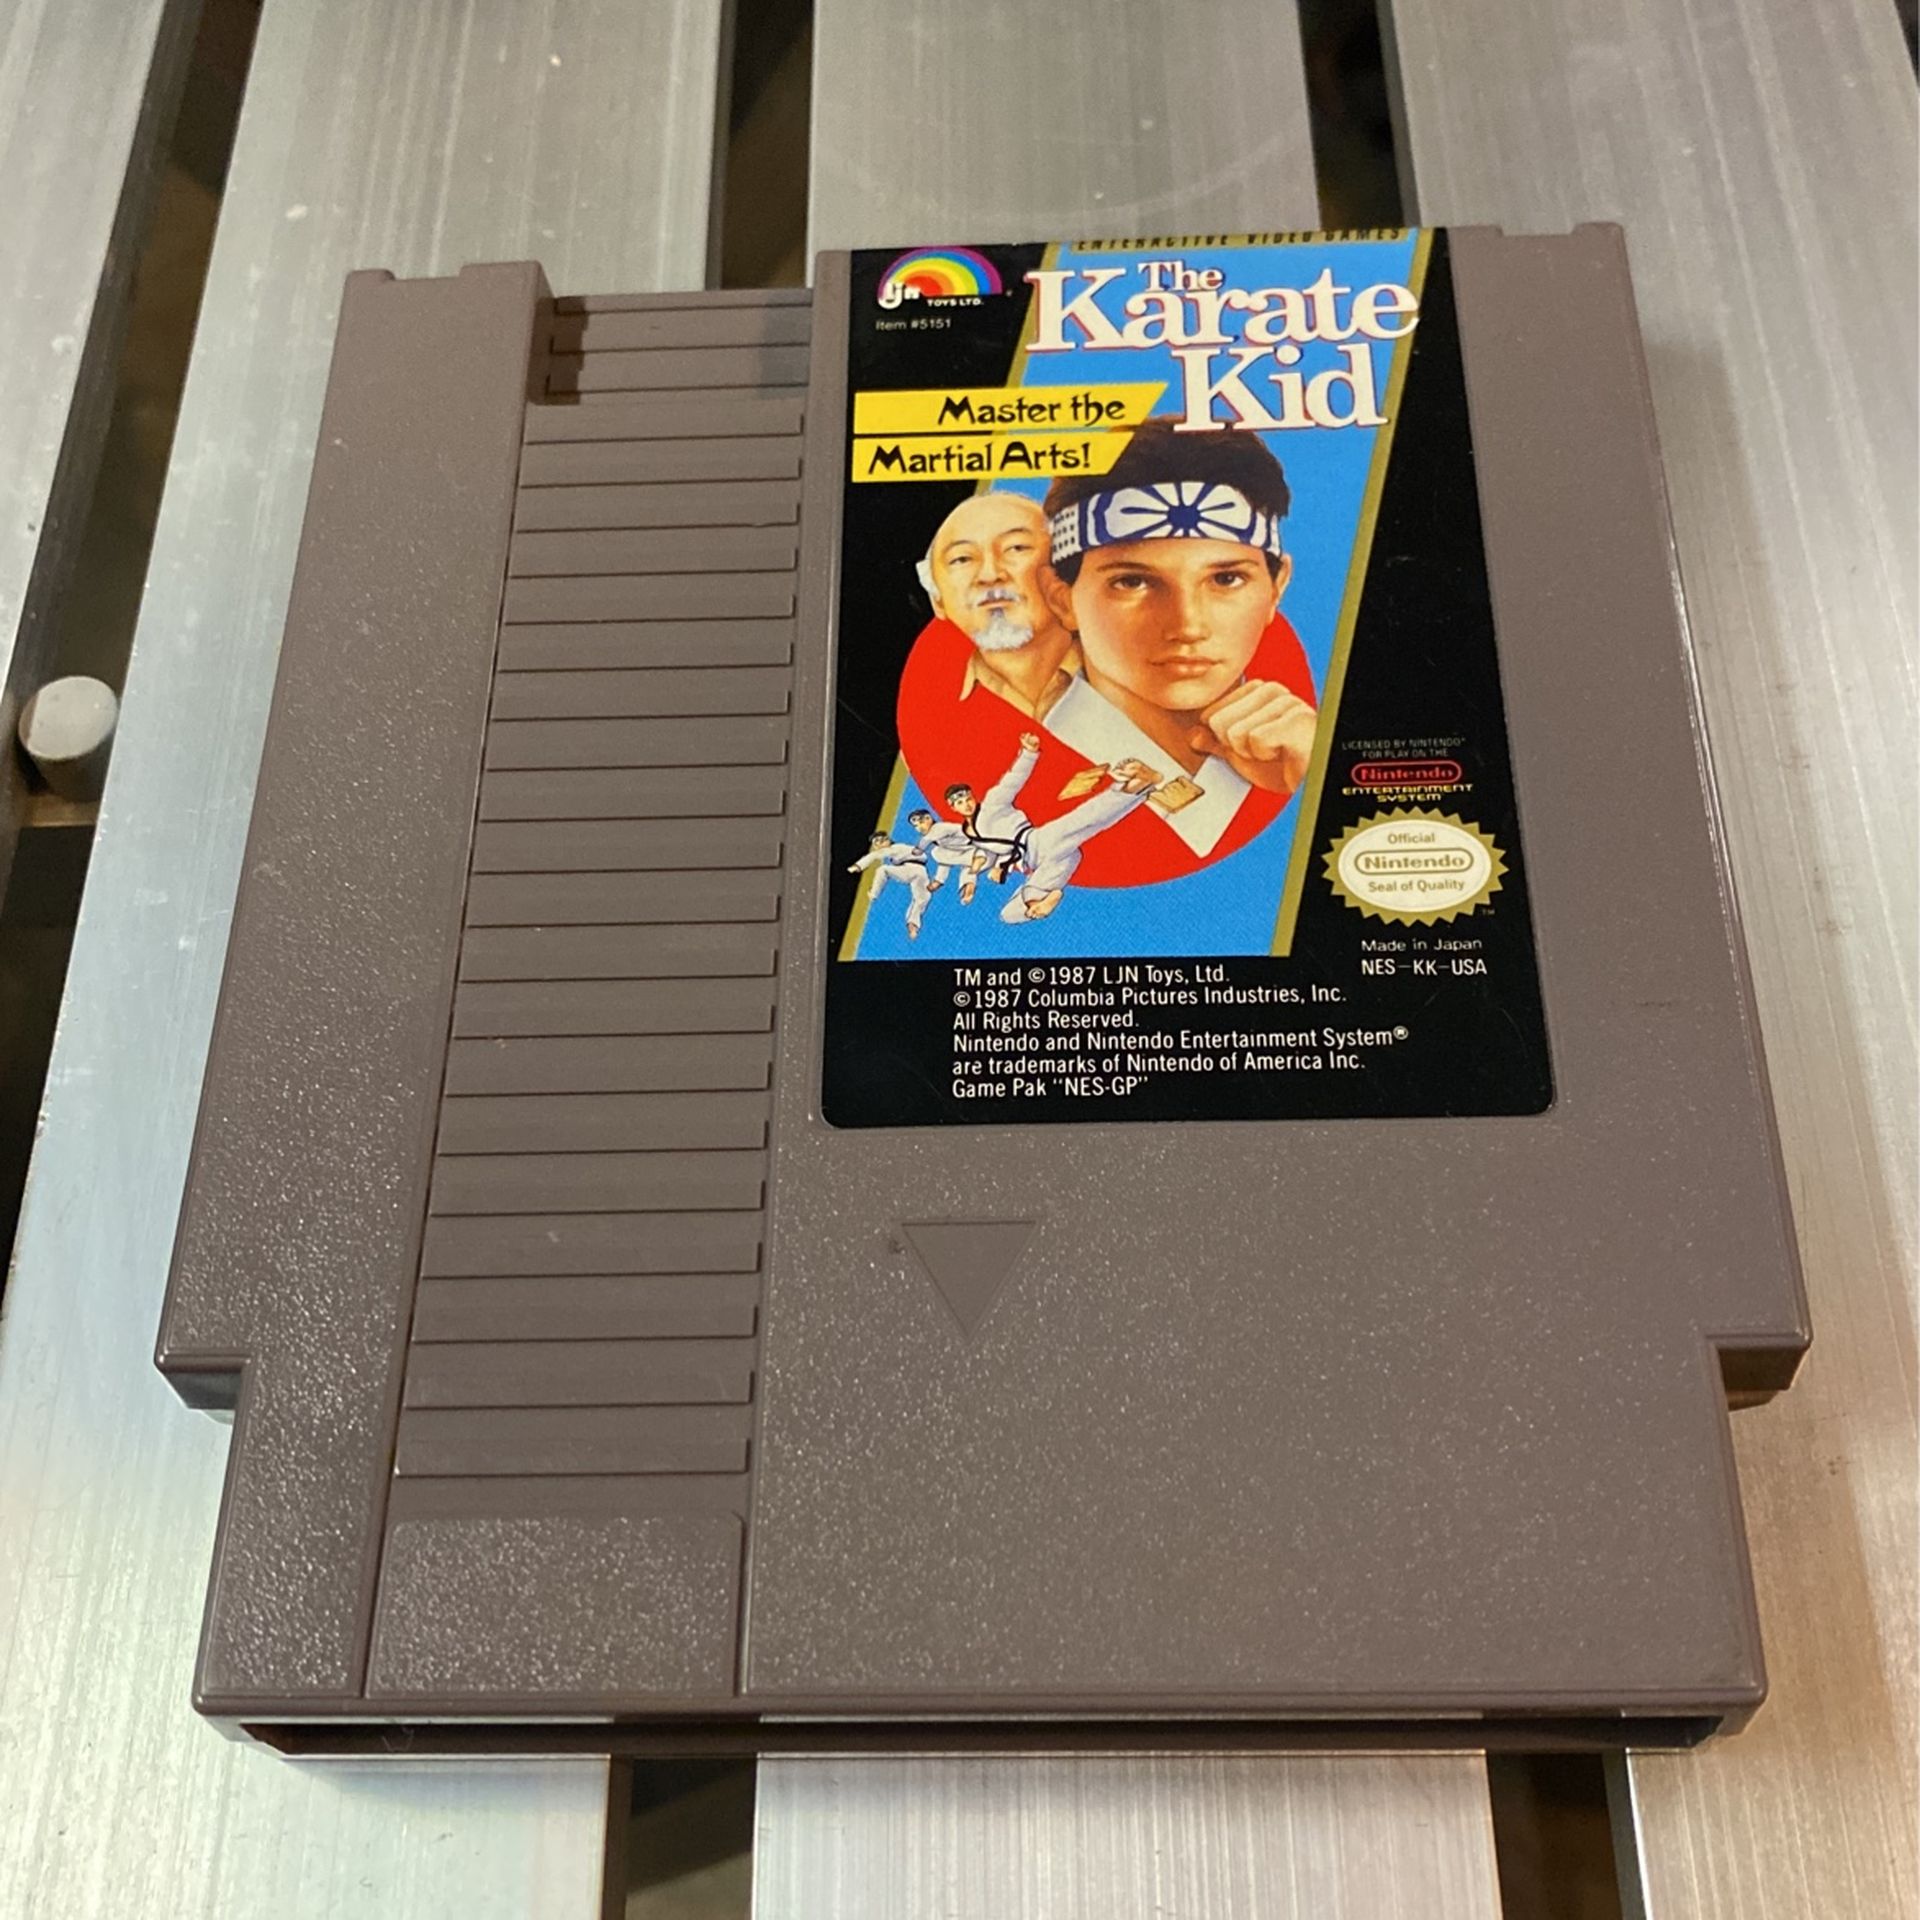 ENTERACTIVE VIDEO GAMES
LJN
TOYS LTD.
Item #5151
The
Karate
Kid
Master the
Martial Arts!
LICENSED BY NINTENDO®
FOR PLAY ON THE
Nintendo
ENTERTAINMENT
SYSTEM
Official
Nintendo
Seal of Quality
TM
Made in Japan
NES-KK-USA
TM and ©1987 LJN Toys, Ltd.
©1987 Columbia Pictures Industries, Inc.
All Rights Reserved.
Nintendo and Nintendo Entertainment System®
are trademarks of Nintendo of America Inc.
Game Pak "NES-GP"